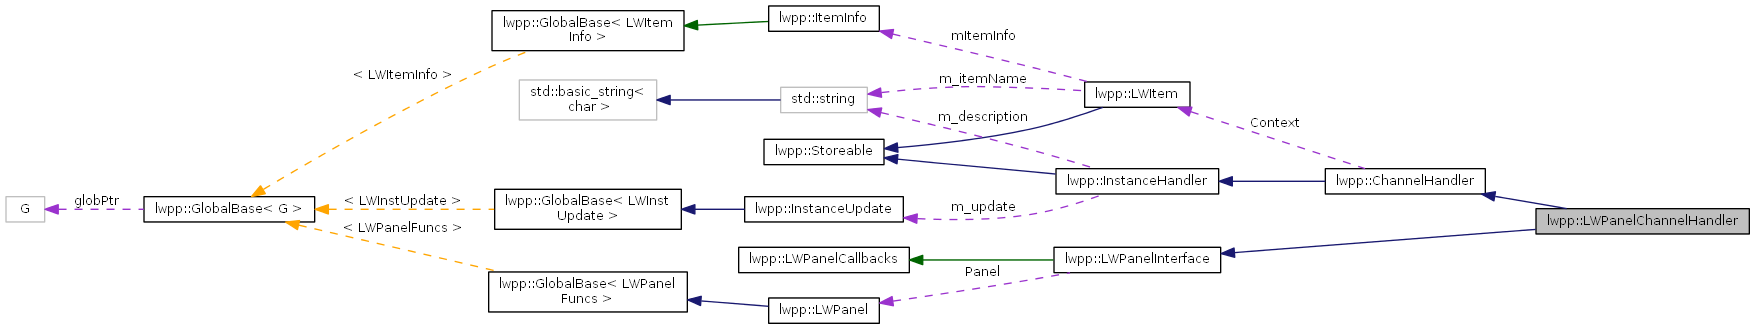 lwpp::GlobalBase< LWItem
Info >
lwpp::ItemInfo
mItemInfo
< LWItemInfo >
std::basic_string<
char >
std::string
m_itemName
lwpp::LWItem
m_description
Context
lwpp::Storeable
lwpp::InstanceHandler
lwpp::ChannelHandler
G
globPtr
lwpp::GlobalBase< G >
< LWInstUpdate >
lwpp::GlobalBase< LWInst
Update >
lwpp::InstanceUpdate
m_update
lwpp::LWPanelChannelHandler
< LWPanelFuncs >
lwpp::LWPanelCallbacks
lwpp::LWPanelInterface
Panel
lwpp::GlobalBase< LWPanel
Funcs >
lwpp::LWPanel